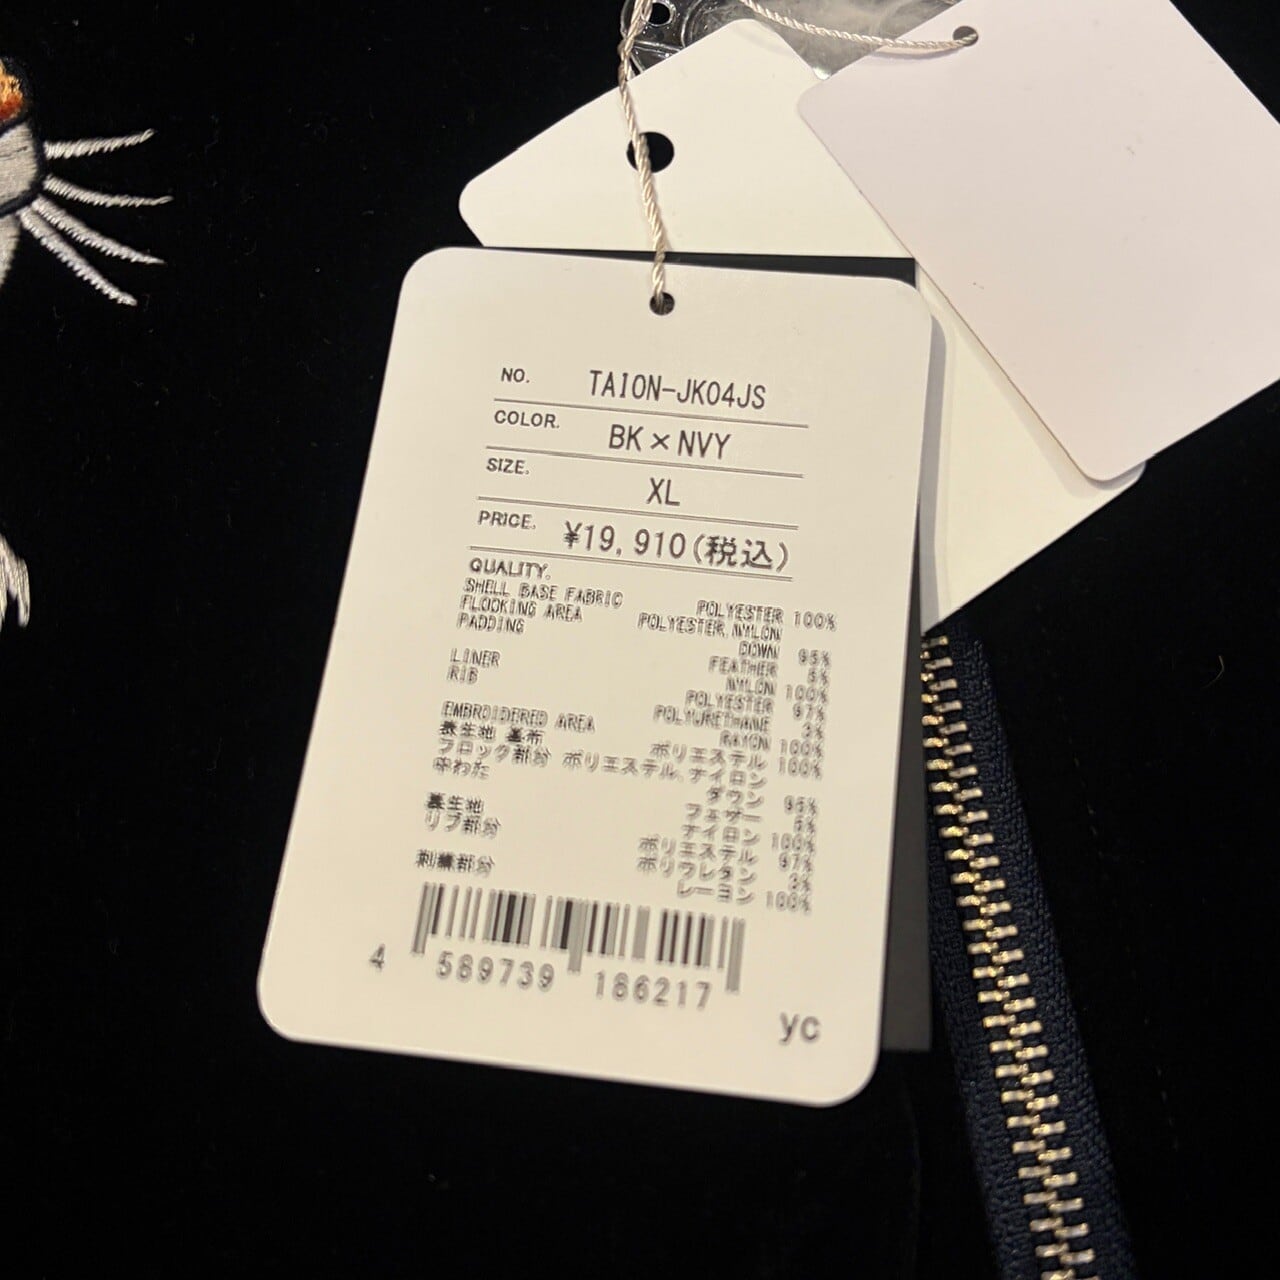 NO. TAION-JK04JS
COLOR. BK×NVY
SIZE. XL
PRICE. ¥19,910(税込)
QUALITY.
SHELL BASE FABRIC POLYESTER 100%
FLOCKING AREA POLYESTER,NYLON
PADDING DOWN 95%
FEATHER 5%
LINER NYLON 100%
RIB POLYESTER 97%
POLYURETHANE 3%
EMBROIDERED AREA RAYON 100%
表生地 基布 ポリエステル 100%
フロック部分 ポリエステル、ナイロン
中わた ダウン 95%
フェザー 5%
裏生地 ナイロン 100%
リブ部分 ポリエステル 97%
ポリウレタン 3%
刺繍部分 レーヨン 100%
4 589739 186217
yc